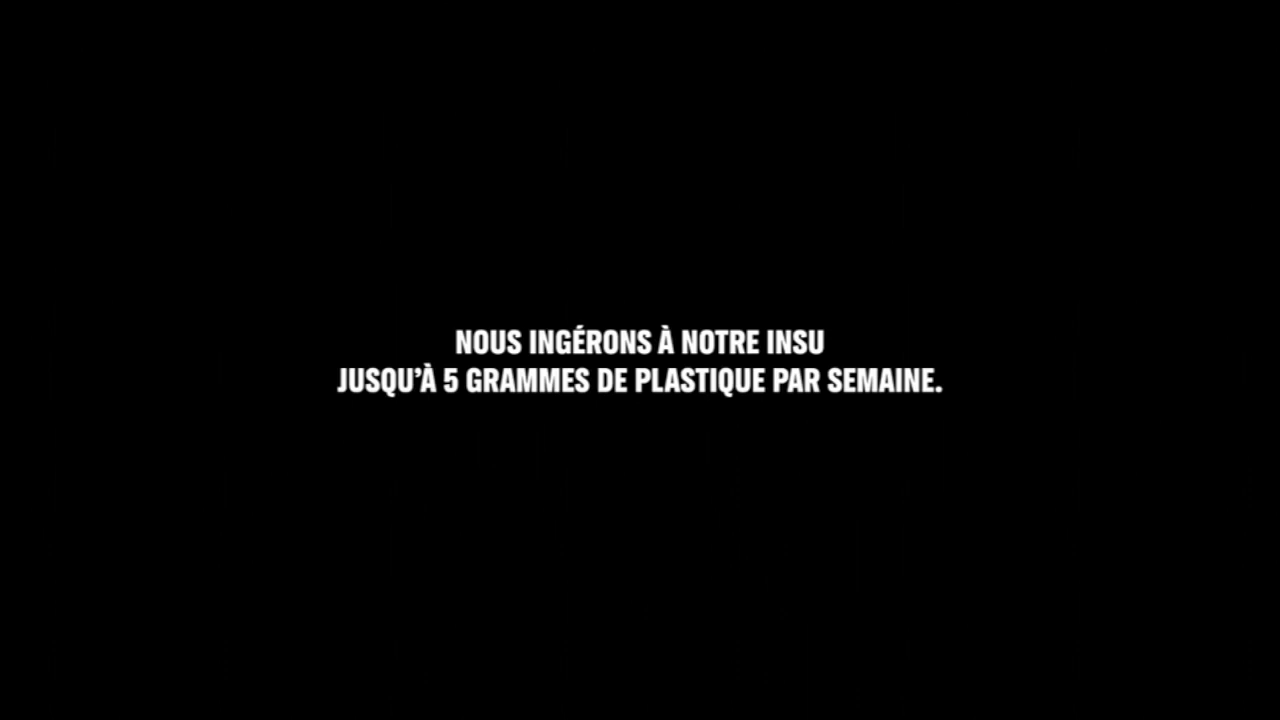 NOUS INGÉRONS À NOTRE INSU
JUSQU’À 5 GRAMMES DE PLASTIQUE PAR SEMAINE.